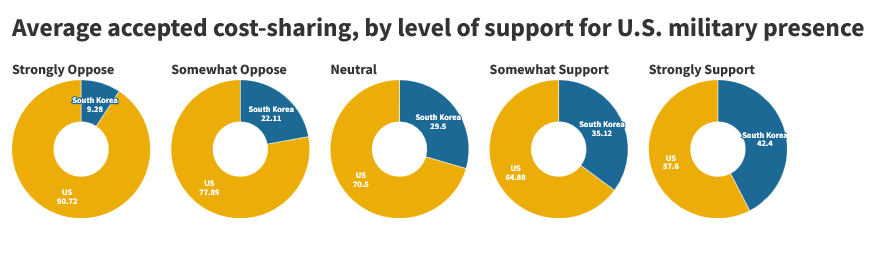 Average accepted cost-sharing, by level of support for U.S. military presence
Strongly Oppose
South Korea
9.28
US
90.72
Somewhat Oppose
South Korea
22.11
US
77.89
Neutral
South Korea
29.5
US
70.5
Somewhat Support
South Korea
35.12
US
64.88
Strongly Support
South Korea
42.4
US
57.6